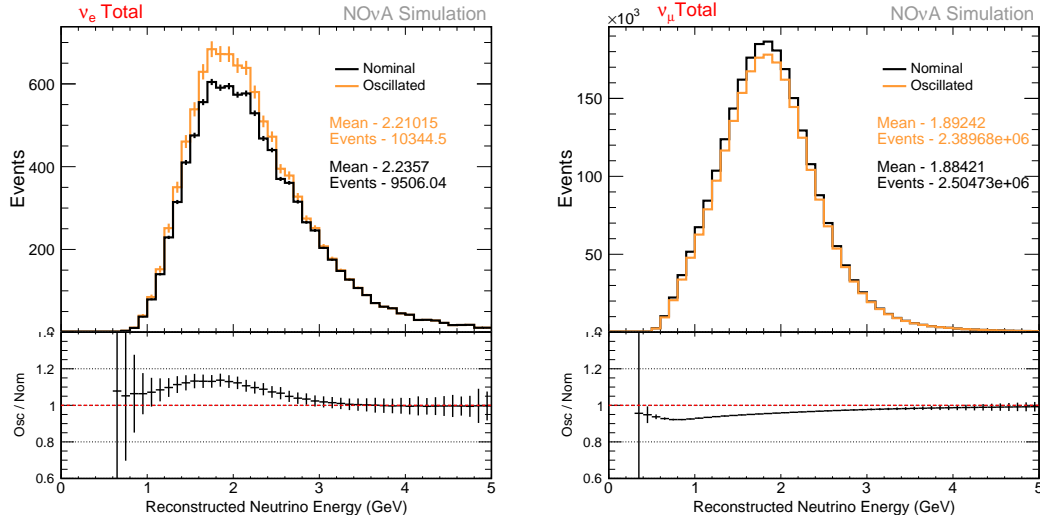 νe Total
NOνA Simulation
Nominal
Oscillated
Mean - 2.21015
Events - 10344.5
Mean - 2.2357
Events - 9506.04
Events
600
400
200
1.2
1
0.8
0.6
Osc / Nom
0 1 2 3 4 5
Reconstructed Neutrino Energy (GeV)
νμ Total
NOνA Simulation
×10³
Nominal
Oscillated
Mean - 1.89242
Events - 2.38968e+06
Mean - 1.88421
Events - 2.50473e+06
Events
150
100
50
1.2
1
0.8
0.6
Osc / Nom
0 1 2 3 4 5
Reconstructed Neutrino Energy (GeV)